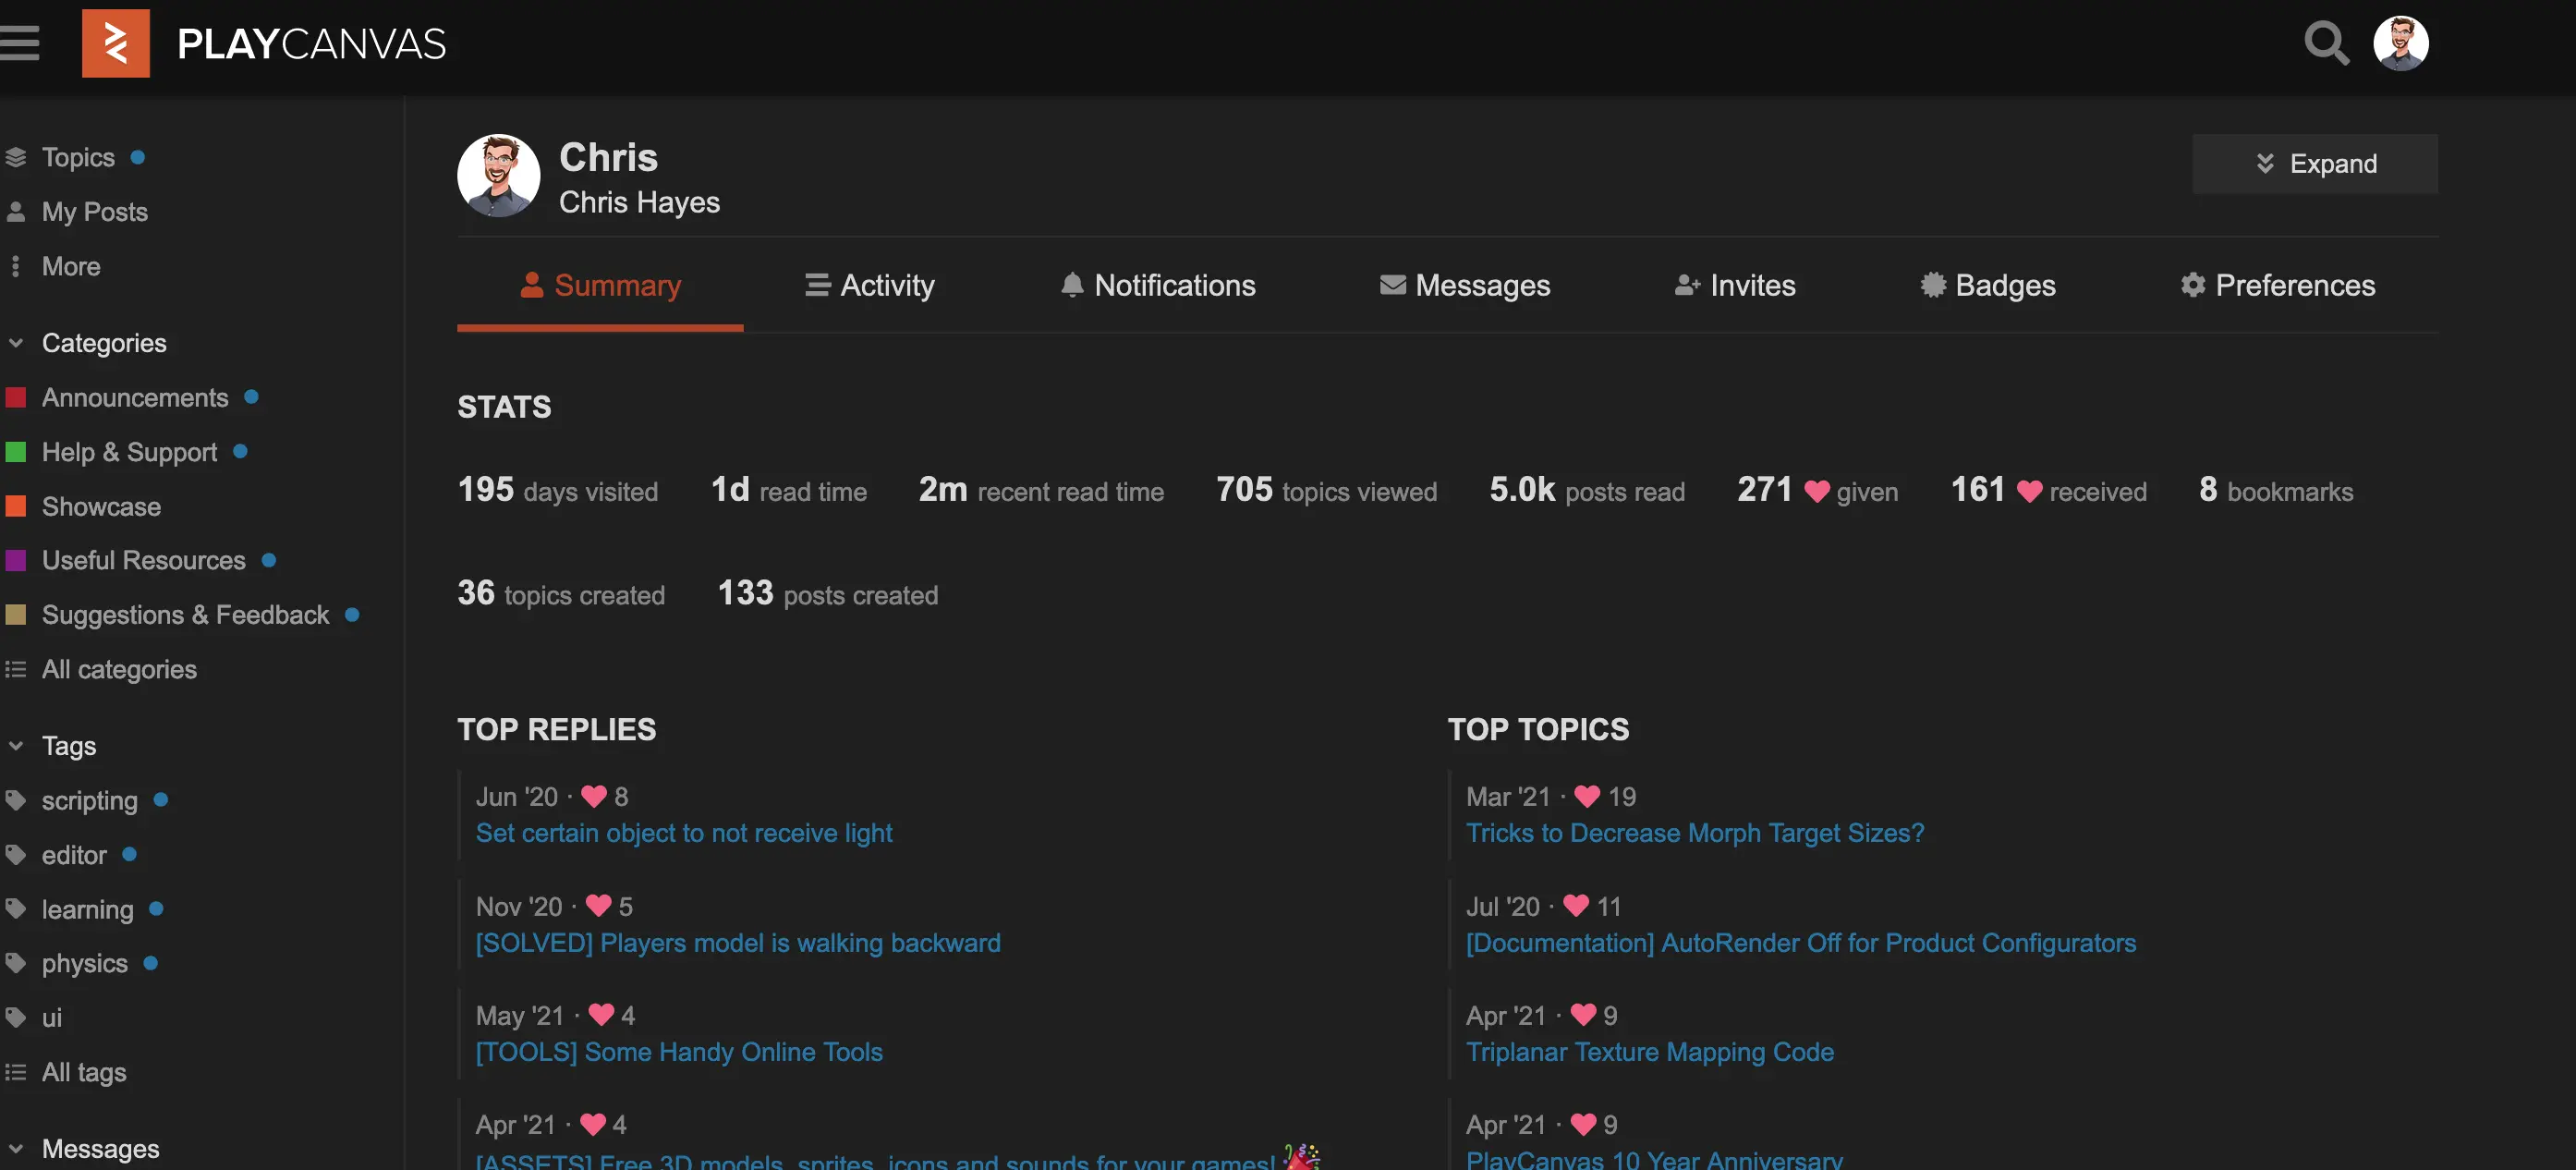 PLAYCANVAS
Topics
My Posts
More
Categories
Announcements
Help & Support
Showcase
Useful Resources
Suggestions & Feedback
All categories
Tags
scripting
editor
learning
physics
ui
All tags
Messages
Chris
Chris Hayes
Expand
Summary Activity Notifications Messages Invites Badges Preferences
STATS
195 days visited 1d read time 2m recent read time 705 topics viewed 5.0k posts read 271 given 161 received 8 bookmarks
36 topics created 133 posts created
TOP REPLIES
Jun '20 · 8
Set certain object to not receive light
Nov '20 · 5
[SOLVED] Players model is walking backward
May '21 · 4
[TOOLS] Some Handy Online Tools
Apr '21 · 4
[ASSETS] Free 3D models, sprites, icons and sounds for your games!
TOP TOPICS
Mar '21 · 19
Tricks to Decrease Morph Target Sizes?
Jul '20 · 11
[Documentation] AutoRender Off for Product Configurators
Apr '21 · 9
Triplanar Texture Mapping Code
Apr '21 · 9
PlayCanvas 10 Year Anniversary